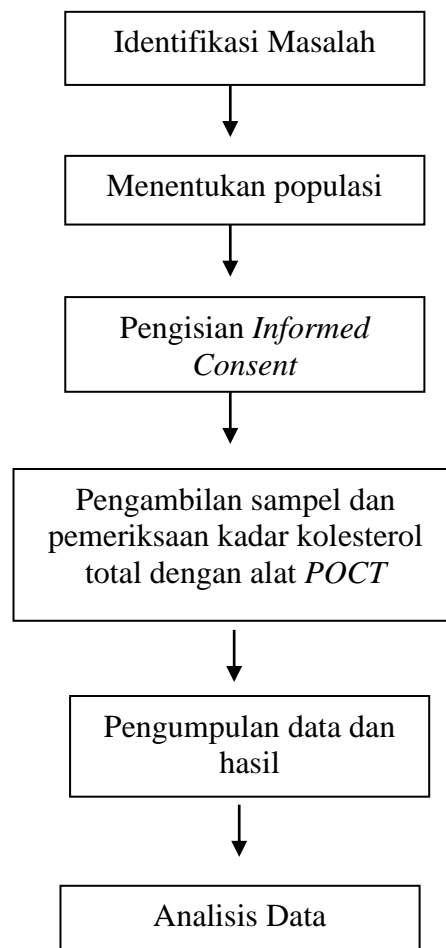 Identifikasi Masalah
Menentukan populasi
Pengisian Informed
Consent
Pengambilan sampel dan
pemeriksaan kadar kolesterol
total dengan alat POCT
Pengumpulan data dan
hasil
Analisis Data